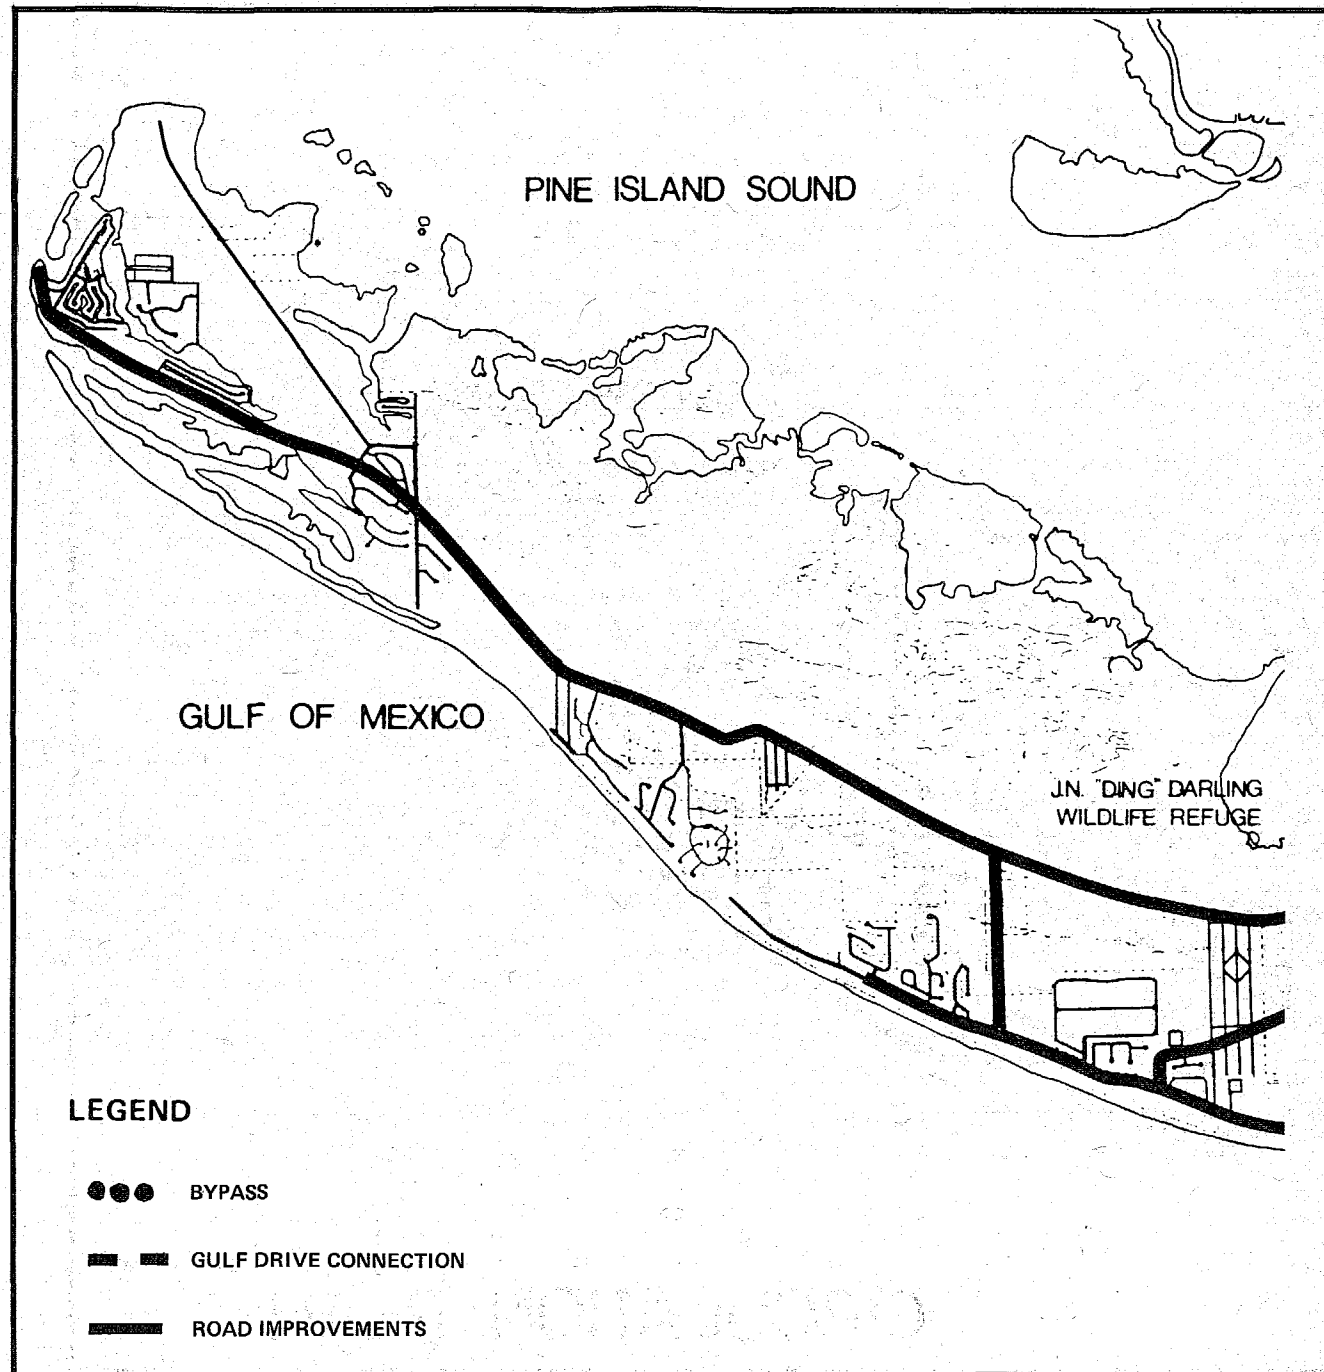 PINE ISLAND SOUND
GULF OF MEXICO
J.N. "DING" DARLING
WILDLIFE REFUGE
LEGEND
BYPASS
GULF DRIVE CONNECTION
ROAD IMPROVEMENTS